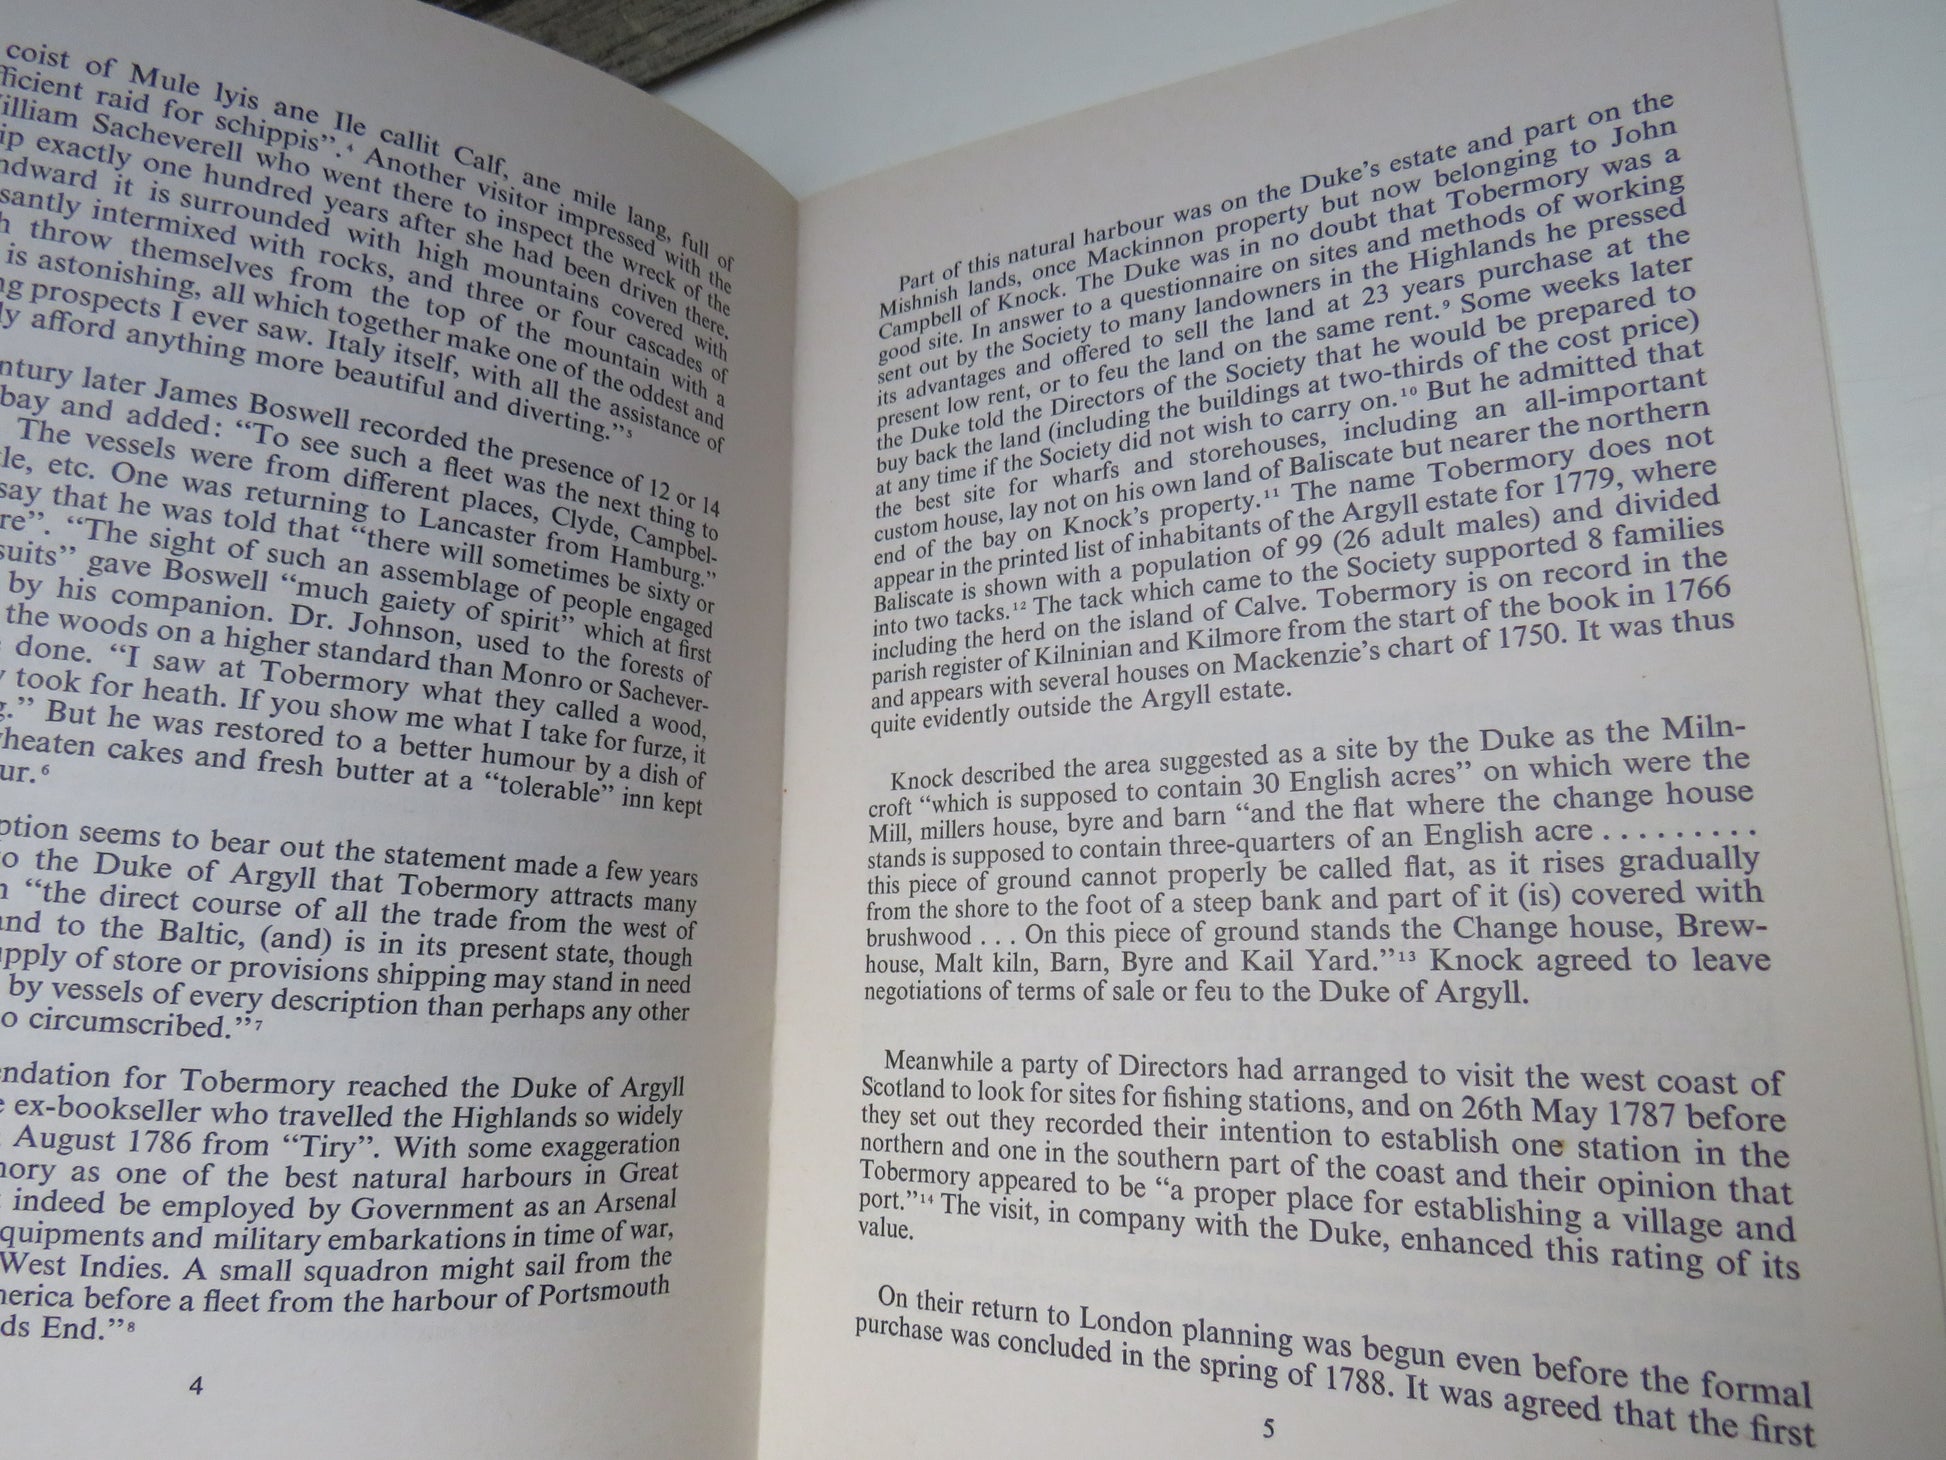 coist of Mule lyis ane Ile callit Calf, ane mile lang, full of
fficient raid for schippis”.⁴ Another visitor impressed with the
William Sacheverell who went there to inspect the wreck of the
ip exactly one hundred years after she had been driven there.
ndward it is surrounded with high mountains covered with
santly intermixed with rocks, and three or four cascades of
h throw themselves from the top of the mountain with a
is astonishing, all which together make one of the oddest and
ng prospects I ever saw. Italy itself, with all the assistance of
ly afford anything more beautiful and diverting.”⁵
ntury later James Boswell recorded the presence of 12 or 14
bay and added: “To see such a fleet was the next thing to
The vessels were from different places, Clyde, Campbel-
le, etc. One was returning to Lancaster from Hamburg.”
say that he was told that “there will sometimes be sixty or
re”. “The sight of such an assemblage of people engaged
suits” gave Boswell “much gaiety of spirit” which at first
by his companion. Dr. Johnson, used to the forests of
the woods on a higher standard than Monro or Sachever-
done. “I saw at Tobermory what they called a wood,
y took for heath. If you show me what I take for furze, it
g.” But he was restored to a better humour by a dish of
wheaten cakes and fresh butter at a “tolerable” inn kept
ur.⁶
ption seems to bear out the statement made a few years
o the Duke of Argyll that Tobermory attracts many
n “the direct course of all the trade from the west of
and to the Baltic, (and) is in its present state, though
upply of store or provisions shipping may stand in need
by vessels of every description than perhaps any other
o circumscribed.”⁷
endation for Tobermory reached the Duke of Argyll
e ex-bookseller who travelled the Highlands so widely
August 1786 from “Tiry”. With some exaggeration
mory as one of the best natural harbours in Great
indeed be employed by Government as an Arsenal
quipments and military embarkations in time of war,
West Indies. A small squadron might sail from the
merica before a fleet from the harbour of Portsmouth
ds End.”⁸
4
Part of this natural harbour was on the Duke’s estate and part on the
Mishnish lands, once Mackinnon property but now belonging to John
Campbell of Knock. The Duke was in no doubt that Tobermory was a
good site. In answer to a questionnaire on sites and methods of working
sent out by the Society to many landowners in the Highlands he pressed
its advantages and offered to sell the land at 23 years purchase at the
present low rent, or to feu the land on the same rent.⁹ Some weeks later
the Duke told the Directors of the Society that he would be prepared to
buy back the land (including the buildings at two-thirds of the cost price)
at any time if the Society did not wish to carry on.¹⁰ But he admitted that
the best site for wharfs and storehouses, including an all-important
custom house, lay not on his own land of Baliscate but nearer the northern
end of the bay on Knock’s property.¹¹ The name Tobermory does not
appear in the printed list of inhabitants of the Argyll estate for 1779, where
Baliscate is shown with a population of 99 (26 adult males) and divided
into two tacks.¹² The tack which came to the Society supported 8 families
including the herd on the island of Calve. Tobermory is on record in the
parish register of Kilninian and Kilmore from the start of the book in 1766
and appears with several houses on Mackenzie’s chart of 1750. It was thus
quite evidently outside the Argyll estate.
Knock described the area suggested as a site by the Duke as the Miln-
croft “which is supposed to contain 30 English acres” on which were the
Mill, millers house, byre and barn “and the flat where the change house
stands is supposed to contain three-quarters of an English acre . . . . . . . . .
this piece of ground cannot properly be called flat, as it rises gradually
from the shore to the foot of a steep bank and part of it (is) covered with
brushwood . . . On this piece of ground stands the Change house, Brew-
house, Malt kiln, Barn, Byre and Kail Yard.”¹³ Knock agreed to leave
negotiations of terms of sale or feu to the Duke of Argyll.
Meanwhile a party of Directors had arranged to visit the west coast of
Scotland to look for sites for fishing stations, and on 26th May 1787 before
they set out they recorded their intention to establish one station in the
northern and one in the southern part of the coast and their opinion that
Tobermory appeared to be “a proper place for establishing a village and
port.”¹⁴ The visit, in company with the Duke, enhanced this rating of its
value.
On their return to London planning was begun even before the formal
purchase was concluded in the spring of 1788. It was agreed that the first
5